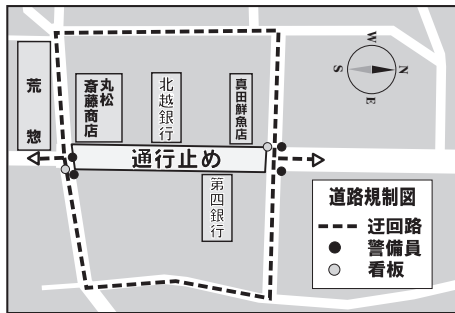 W
S
N
E
荒惣
丸松
斎藤商店
北越銀行
真田鮮魚店
通行止め
第四銀行
道路規制図
迂回路
警備員
看板